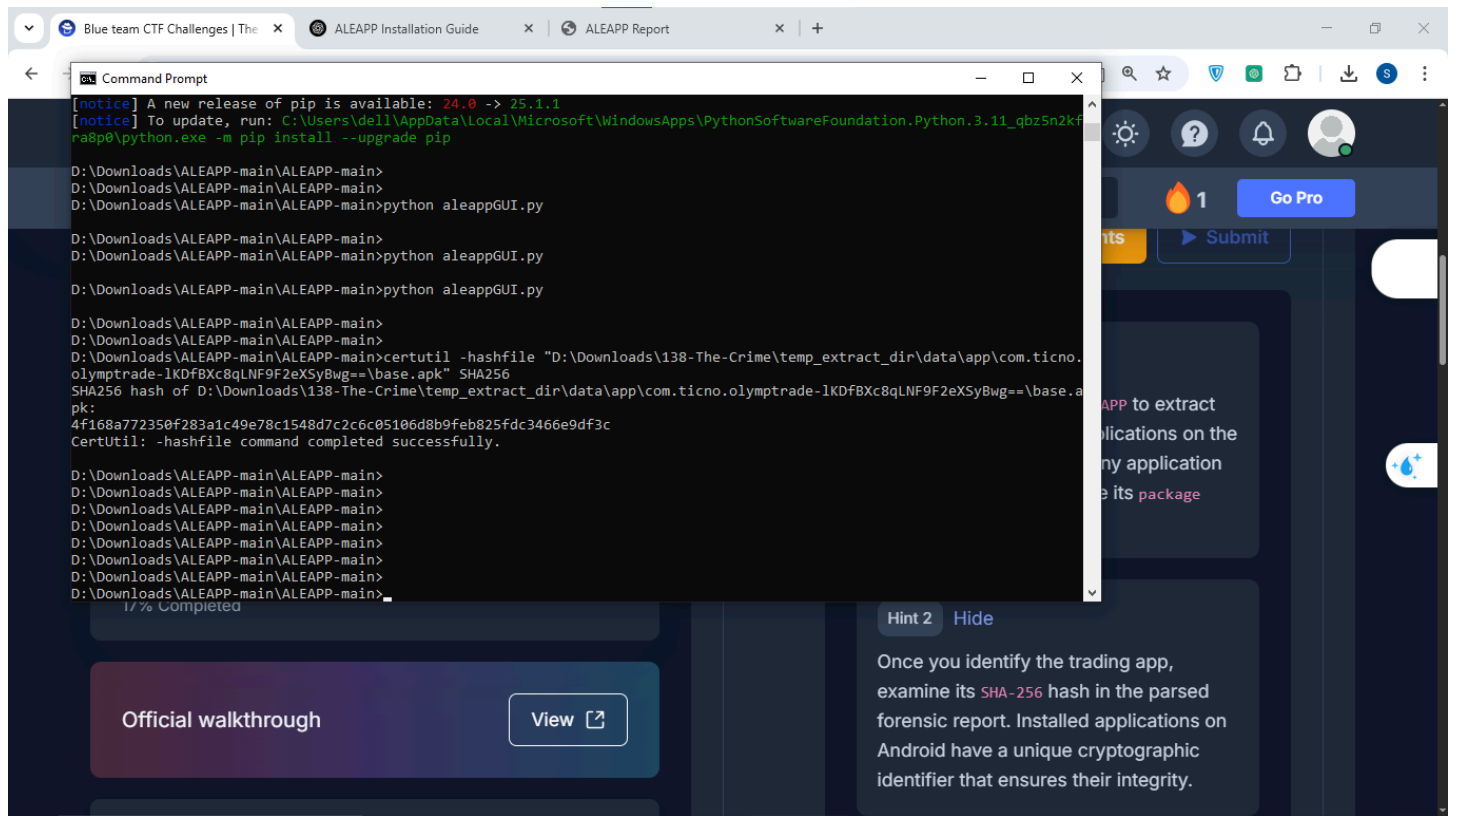 Blue team CTF Challenges | The
ALEAPP Installation Guide
ALEAPP Report
Command Prompt
S
[notice] A new release of pip is available: 24.0 -> 25.1.1
[notice] To update, run: C:\Users\dell\AppData\Local\Microsoft\WindowsApps\PythonSoftwareFoundation.Python.3.11_qbz5n2kf
ra8p0\python.exe -m pip install --upgrade pip
D:\Downloads\ALEAPP-main\ALEAPP-main>
D:\Downloads\ALEAPP-main\ALEAPP-main>
D:\Downloads\ALEAPP-main\ALEAPP-main>python aleappGUI.py
D:\Downloads\ALEAPP-main\ALEAPP-main>
D:\Downloads\ALEAPP-main\ALEAPP-main>python aleappGUI.py
D:\Downloads\ALEAPP-main\ALEAPP-main>python aleappGUI.py
D:\Downloads\ALEAPP-main\ALEAPP-main>
D:\Downloads\ALEAPP-main\ALEAPP-main>
D:\Downloads\ALEAPP-main\ALEAPP-main>certutil -hashfile "D:\Downloads\138-The-Crime\temp_extract_dir\data\app\com.ticno.
olymptrade-lKDfBXc8qLNF9F2eXSyBwg==\base.apk" SHA256
SHA256 hash of D:\Downloads\138-The-Crime\temp_extract_dir\data\app\com.ticno.olymptrade-lKDfBXc8qLNF9F2eXSyBwg==\base.a
pk:
4f168a772350f283a1c49e78c1548d7c2c6c05106d8b9feb825fdc3466e9df3c
CertUtil: -hashfile command completed successfully.
D:\Downloads\ALEAPP-main\ALEAPP-main>
D:\Downloads\ALEAPP-main\ALEAPP-main>
D:\Downloads\ALEAPP-main\ALEAPP-main>
D:\Downloads\ALEAPP-main\ALEAPP-main>
D:\Downloads\ALEAPP-main\ALEAPP-main>
D:\Downloads\ALEAPP-main\ALEAPP-main>
D:\Downloads\ALEAPP-main\ALEAPP-main>
D:\Downloads\ALEAPP-main\ALEAPP-main>
1
Go Pro
nts
Submit
APP to extract
plications on the
ny application
e its package
17% Completed
Official walkthrough
View
Hint 2 Hide
Once you identify the trading app,
examine its SHA-256 hash in the parsed
forensic report. Installed applications on
Android have a unique cryptographic
identifier that ensures their integrity.